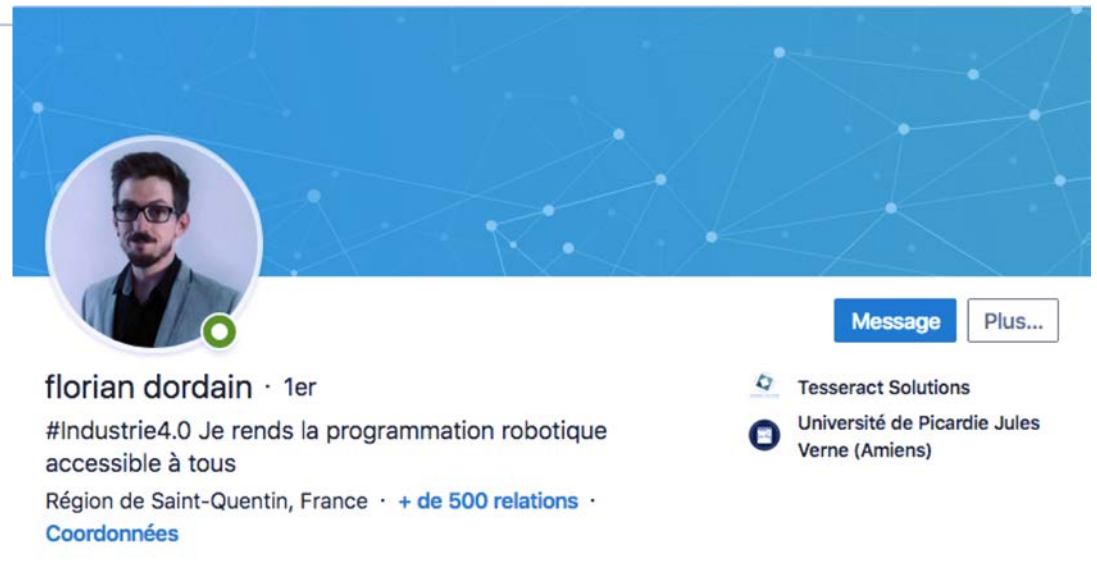 florian dordain · 1er
#Industrie4.0 Je rends la programmation robotique
accessible à tous
Région de Saint-Quentin, France · + de 500 relations ·
Coordonnées
Message
Plus...
Tesseract Solutions
Université de Picardie Jules
Verne (Amiens)